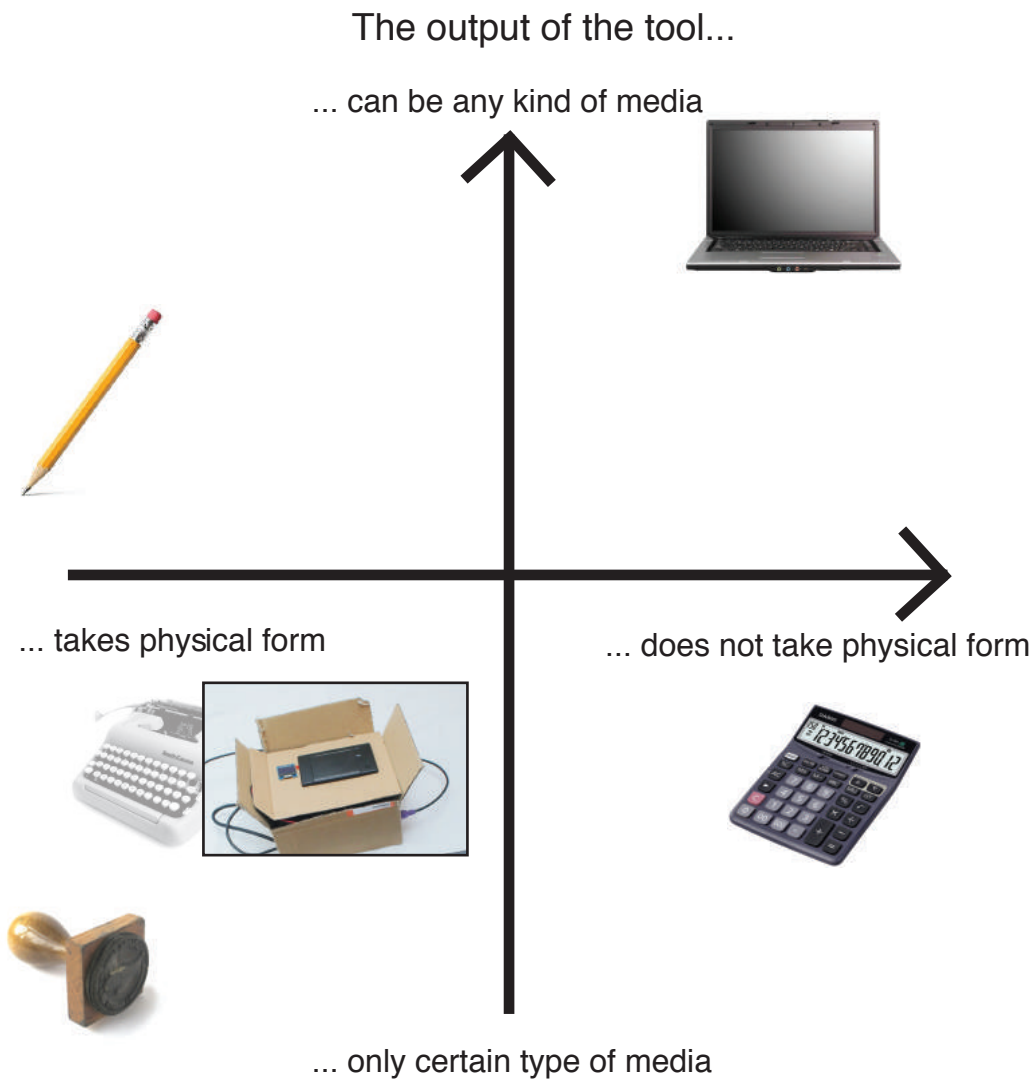 The output of the tool...
... can be any kind of media
... takes physical form
... does not take physical form
123456789012
... only certain type of media